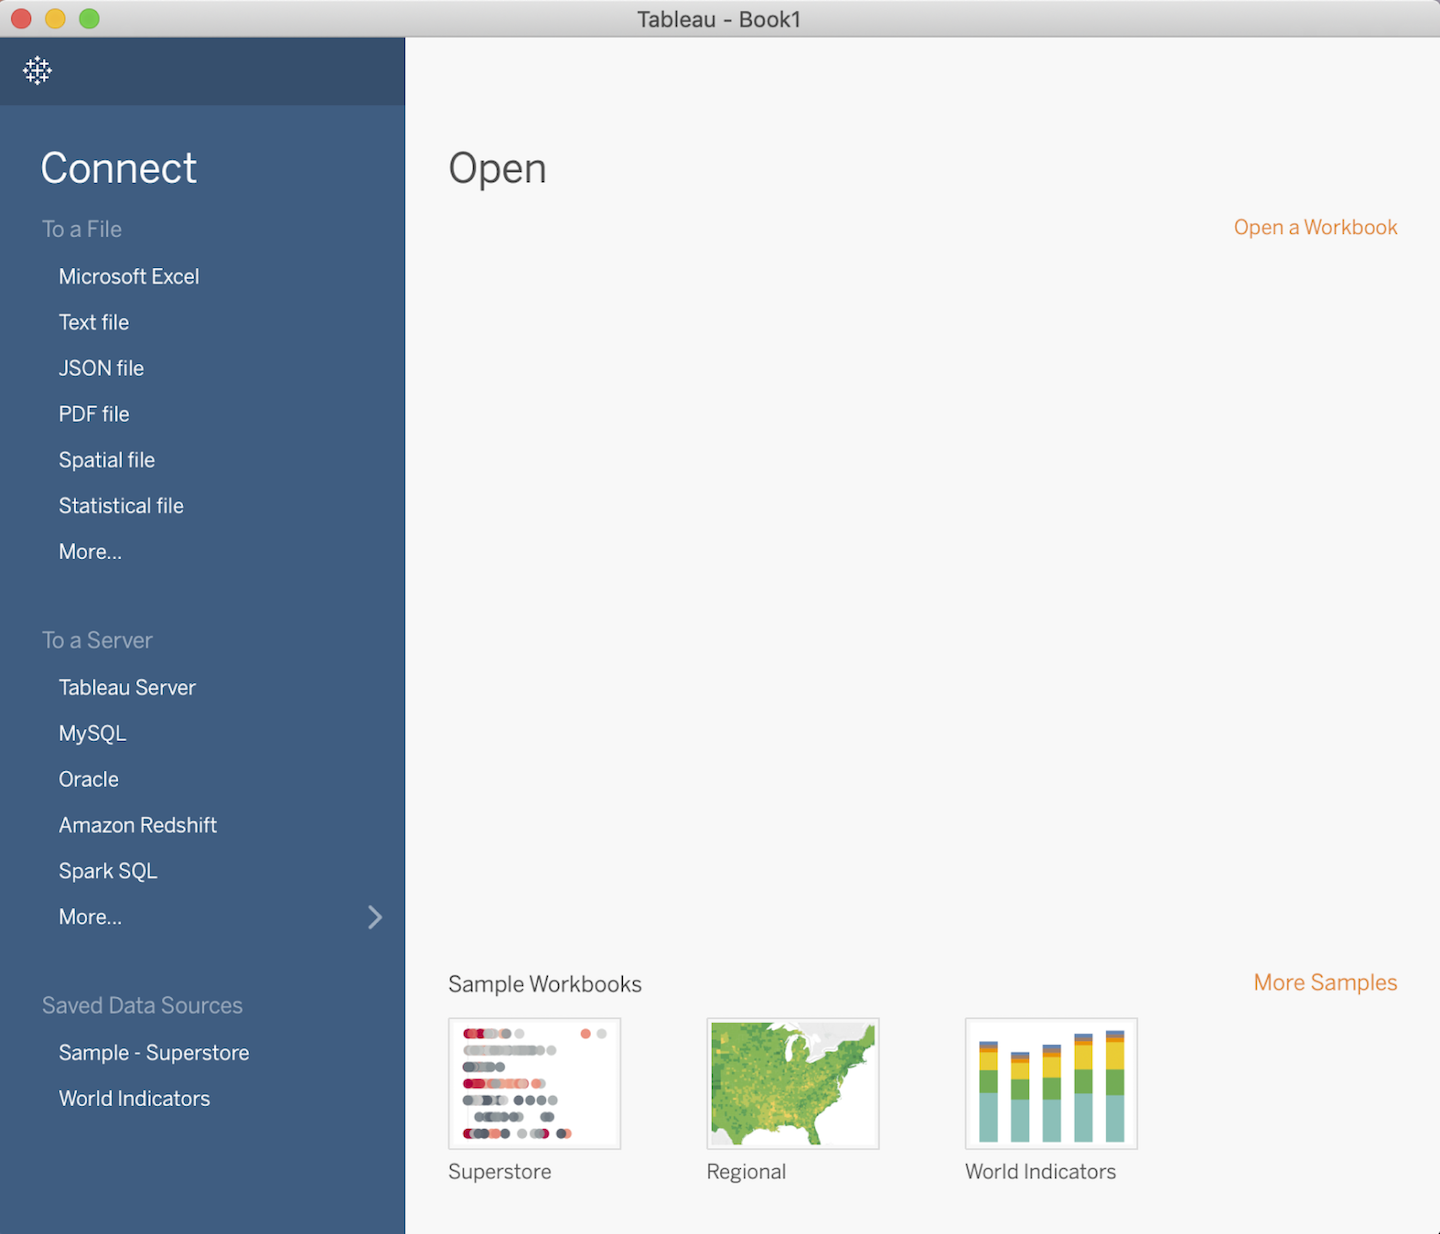 Tableau - Book1
Connect
To a File
Microsoft Excel
Text file
JSON file
PDF file
Spatial file
Statistical file
More...
To a Server
Tableau Server
MySQL
Oracle
Amazon Redshift
Spark SQL
More...
Saved Data Sources
Sample - Superstore
World Indicators
Open
Open a Workbook
Sample Workbooks
More Samples
Superstore
Regional
World Indicators